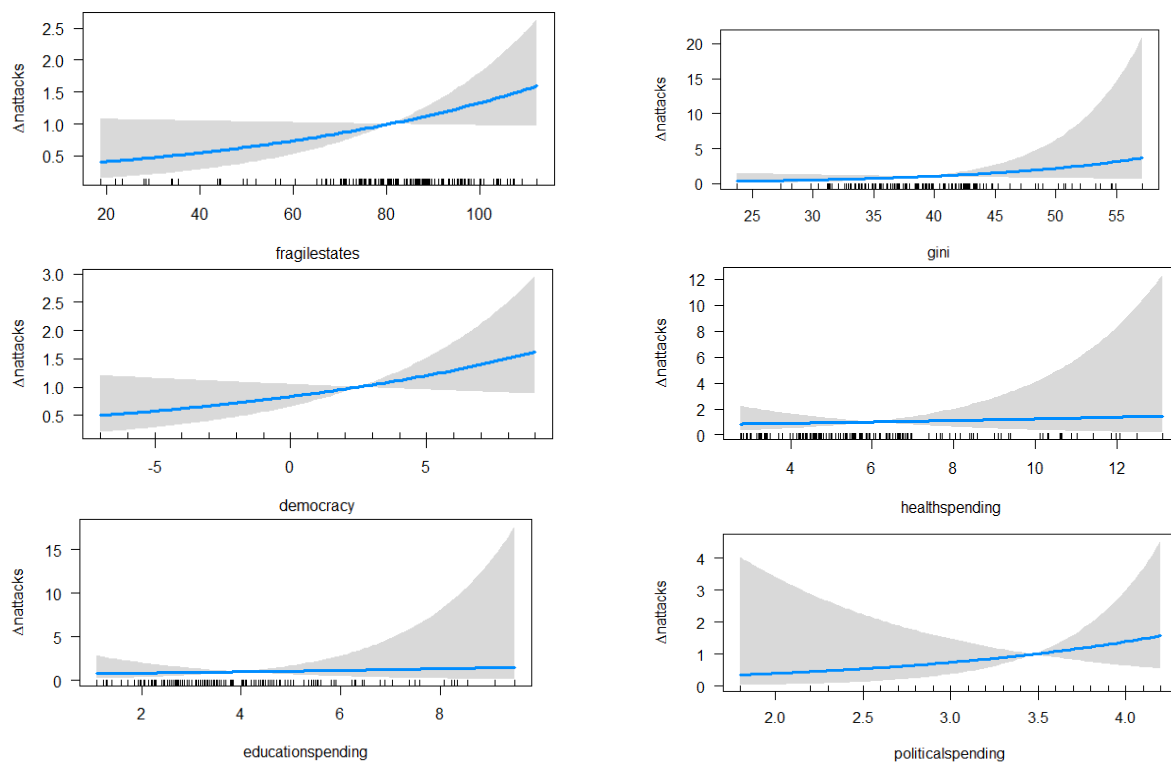 2.5
2.0
1.5
1.0
0.5
Δnattacks
20 40 60 80 100
fragilestates
20
15
10
5
0
Δnattacks
25 30 35 40 45 50 55
gini
3.0
2.5
2.0
1.5
1.0
0.5
Δnattacks
-5 0 5
democracy
12
10
8
6
4
2
0
Δnattacks
4 6 8 10 12
healthspending
15
10
5
0
Δnattacks
2 4 6 8
educationspending
4
3
2
1
0
Δnattacks
2.0 2.5 3.0 3.5 4.0
politicalspending